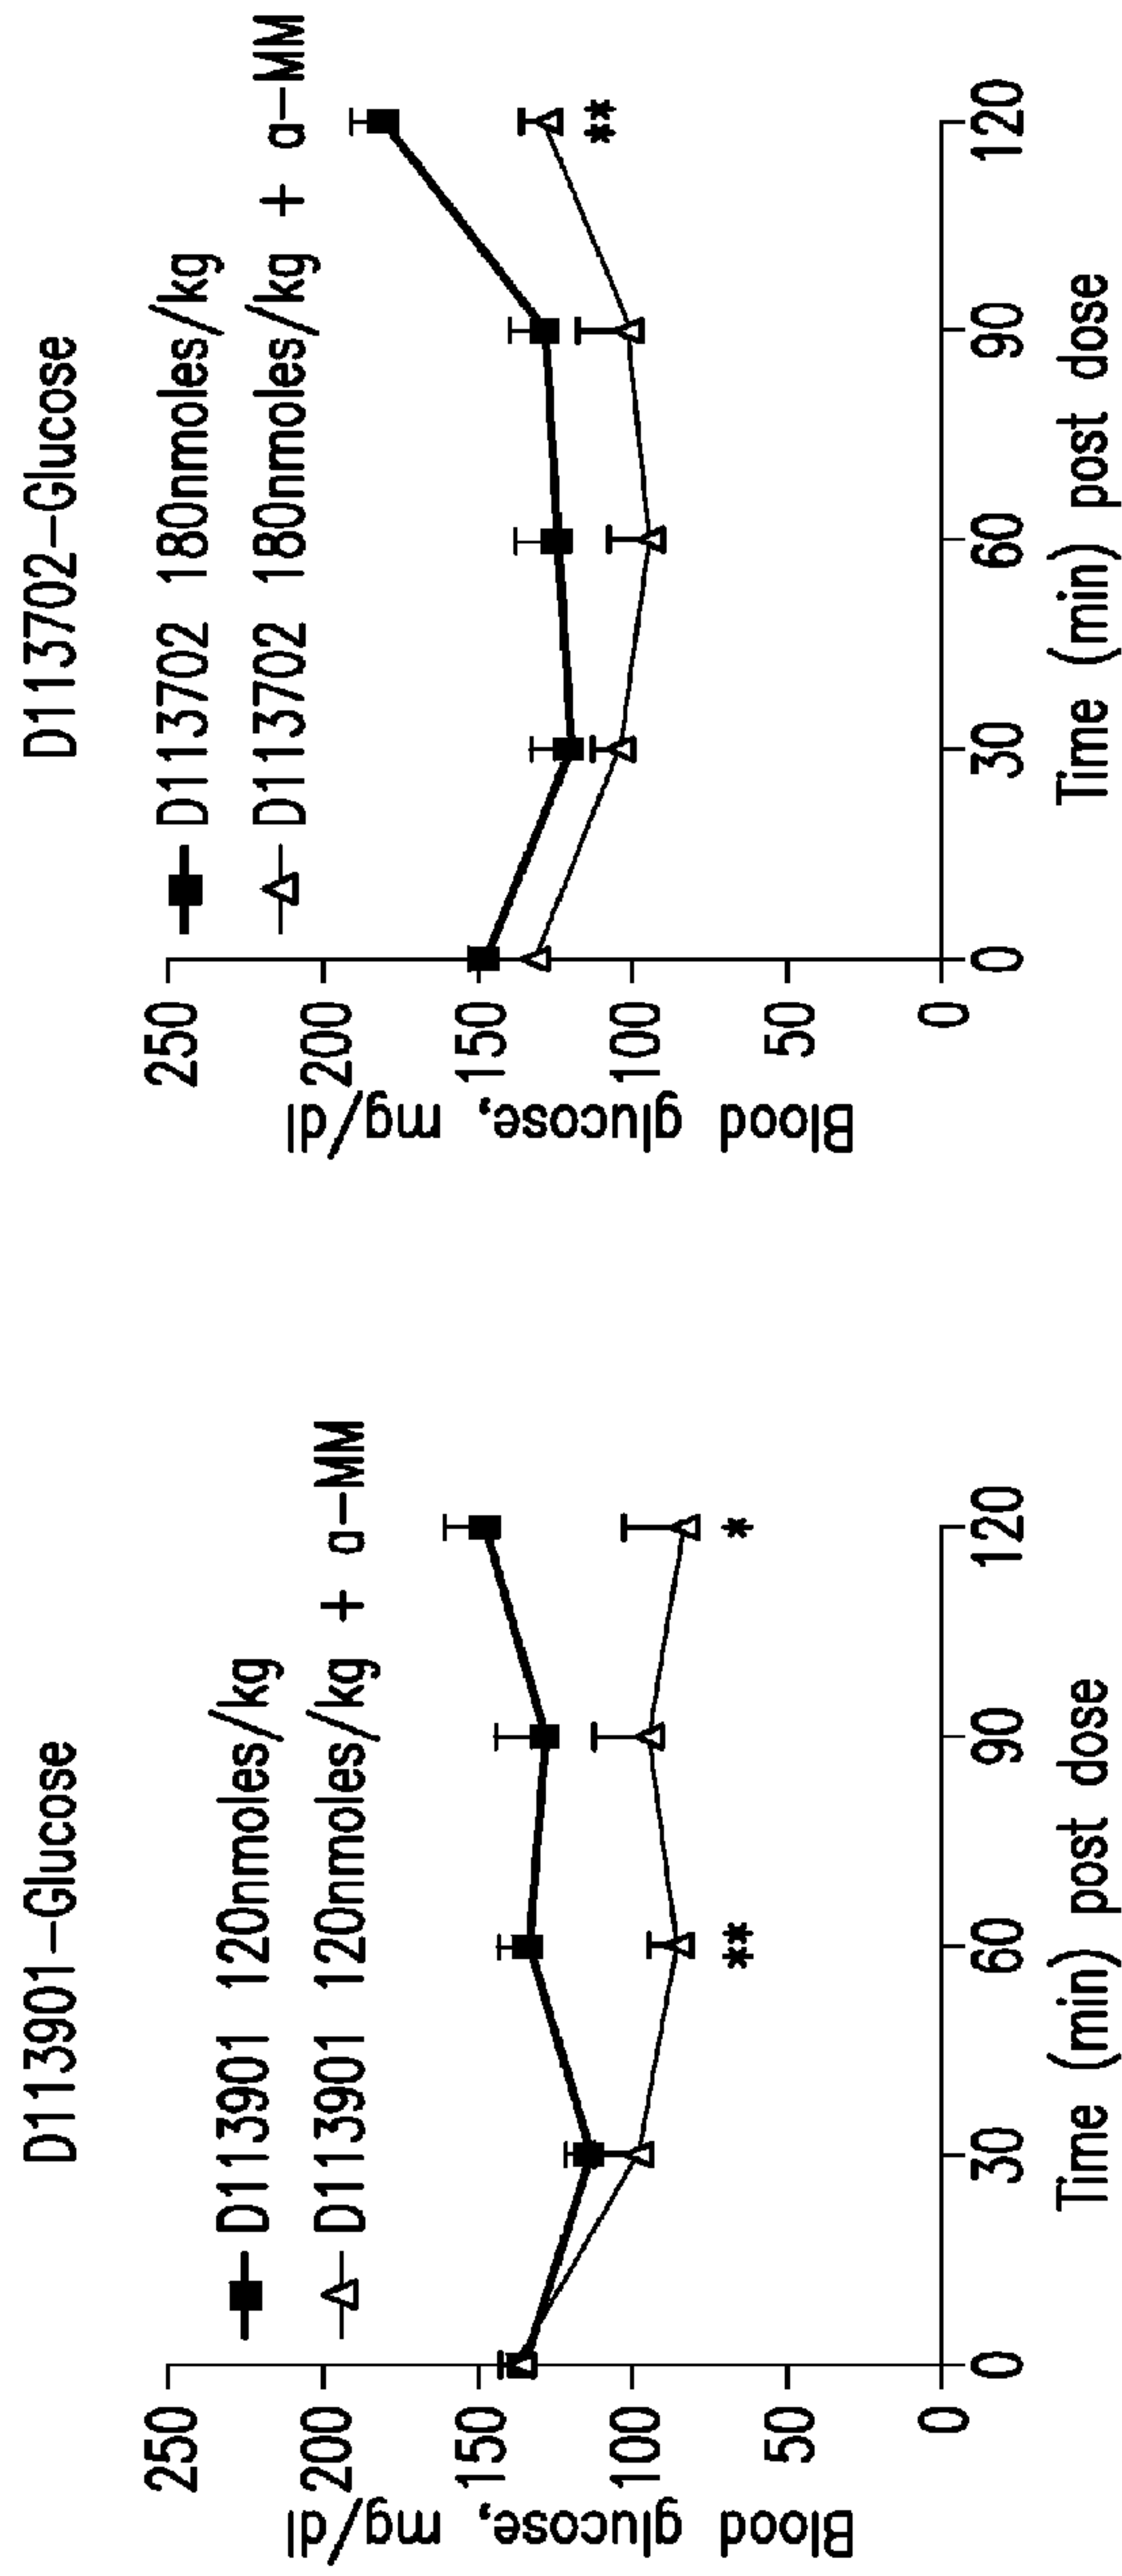 D113901-Glucose
D113901 120nmoles/kg
D113901 120nmoles/kg + a-MM
Blood glucose, mg/dl
250
200
150
100
50
0
**
*
0 30 60 90 120
Time (min) post dose
D113702-Glucose
D113702 180nmoles/kg
D113702 180nmoles/kg + a-MM
Blood glucose, mg/dl
250
200
150
100
50
0
**
0 30 60 90 120
Time (min) post dose